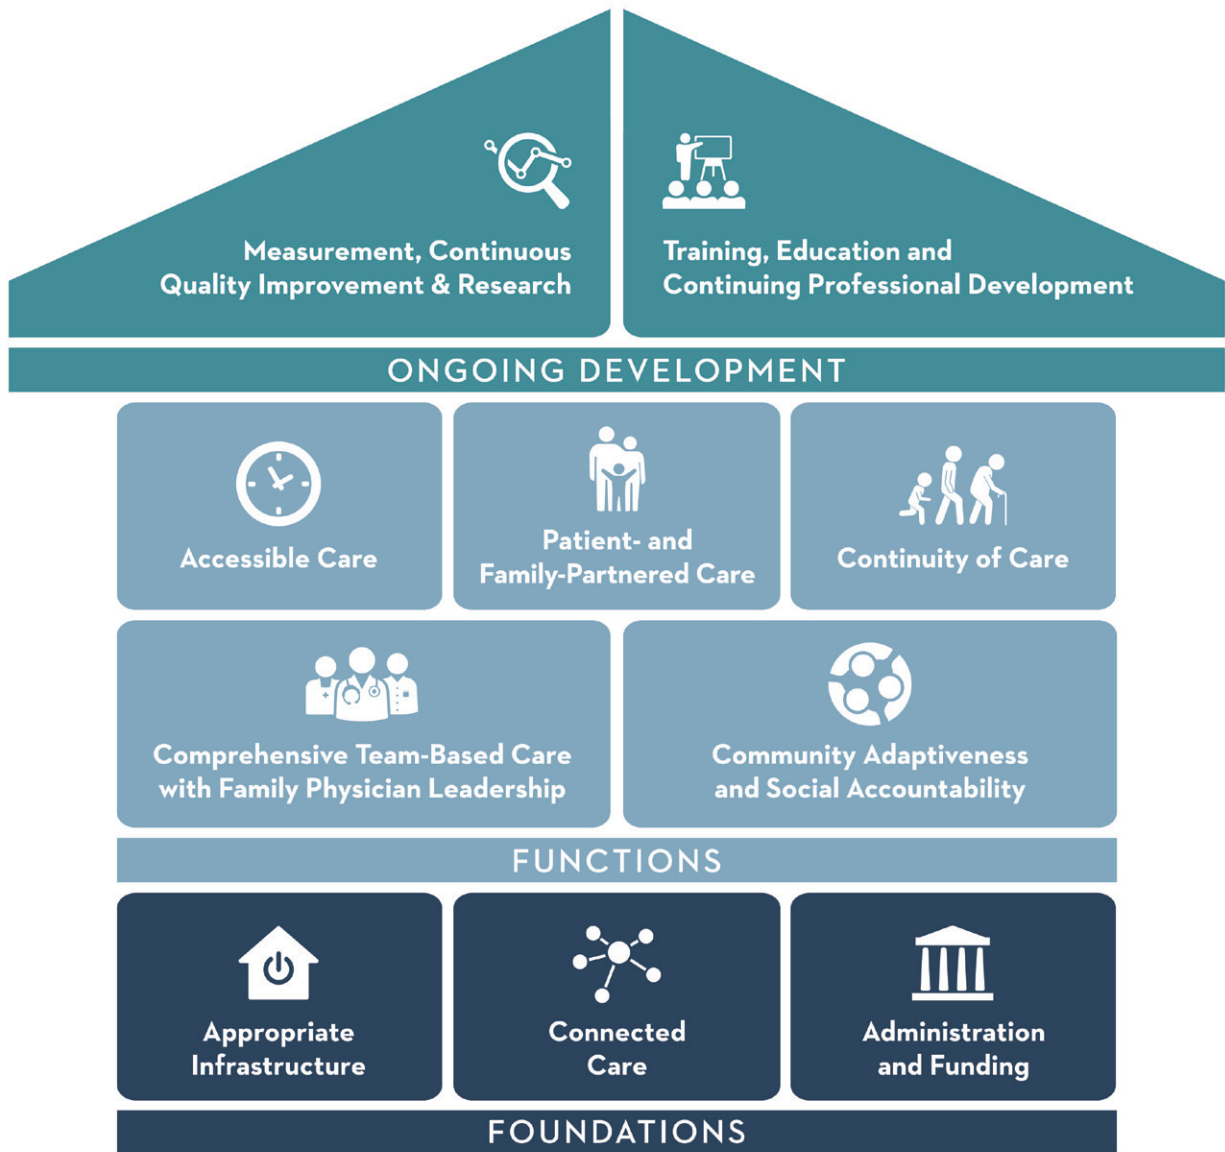 Measurement, Continuous
Quality Improvement & Research
Training, Education and
Continuing Professional Development
ONGOING DEVELOPMENT
Accessible Care
Patient- and
Family-Partnered Care
Continuity of Care
Comprehensive Team-Based Care
with Family Physician Leadership
Community Adaptiveness
and Social Accountability
FUNCTIONS
Appropriate
Infrastructure
Connected
Care
Administration
and Funding
FOUNDATIONS